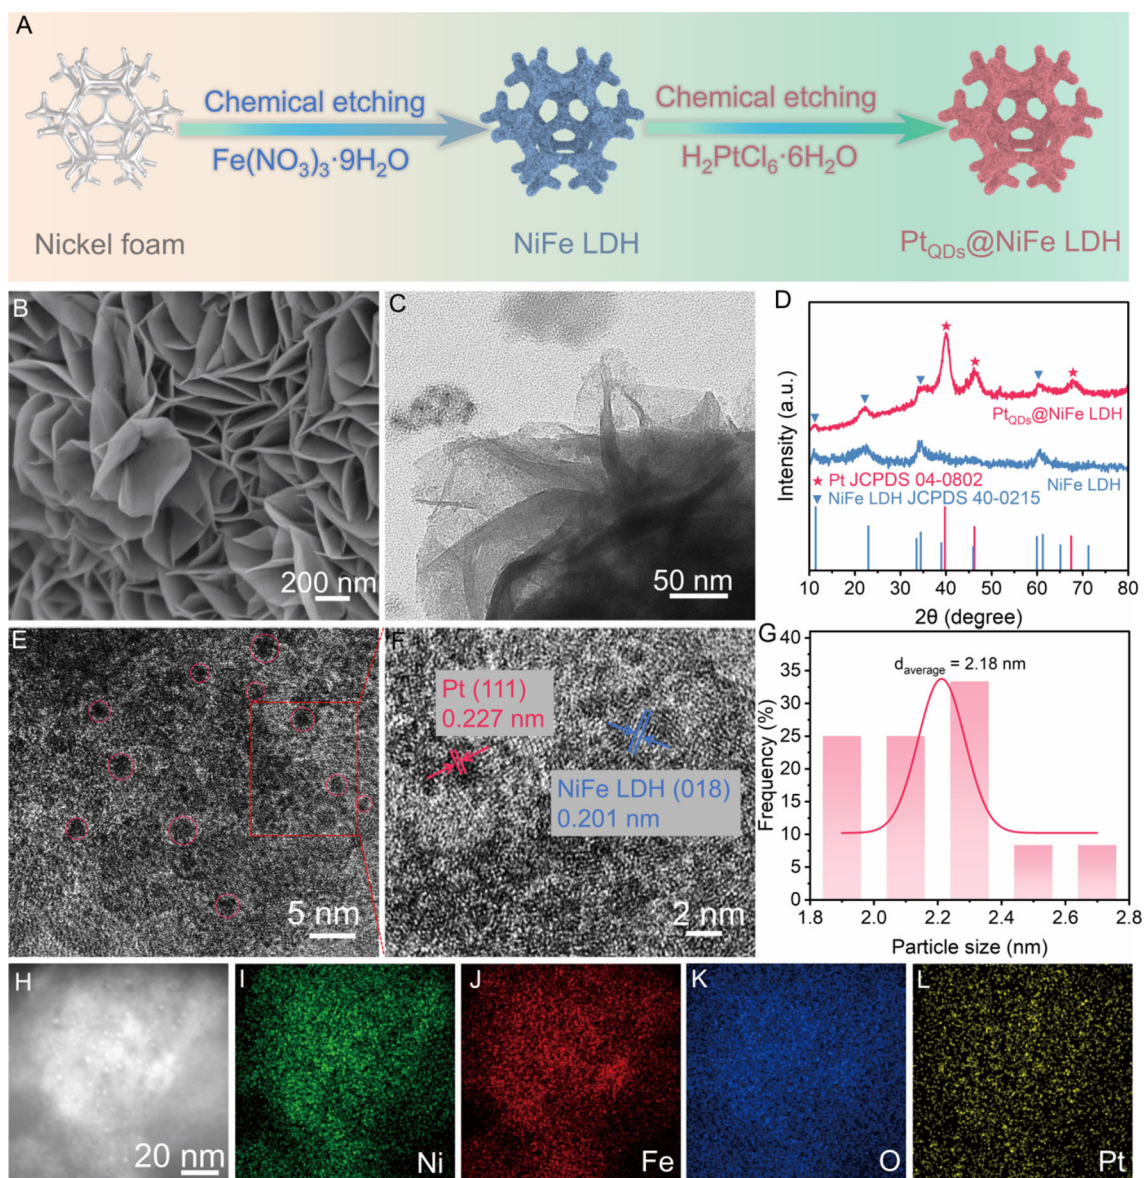 A
Chemical etching
Fe(NO₃)₃·9H₂O
Chemical etching
H₂PtCl₆·6H₂O
Nickel foam
NiFe LDH
Pt_QDs@NiFe LDH
B
200 nm
C
50 nm
D
Intensity (a.u.)
Pt_QDs@NiFe LDH
NiFe LDH
★ Pt JCPDS 04-0802
▼ NiFe LDH JCPDS 40-0215
10 20 30 40 50 60 70 80
2θ (degree)
E
5 nm
F
Pt (111)
0.227 nm
NiFe LDH (018)
0.201 nm
2 nm
G
d_average = 2.18 nm
Frequency (%)
40
35
30
25
20
15
10
5
0
1.8 2.0 2.2 2.4 2.6 2.8
Particle size (nm)
H
20 nm
I
Ni
J
Fe
K
O
L
Pt